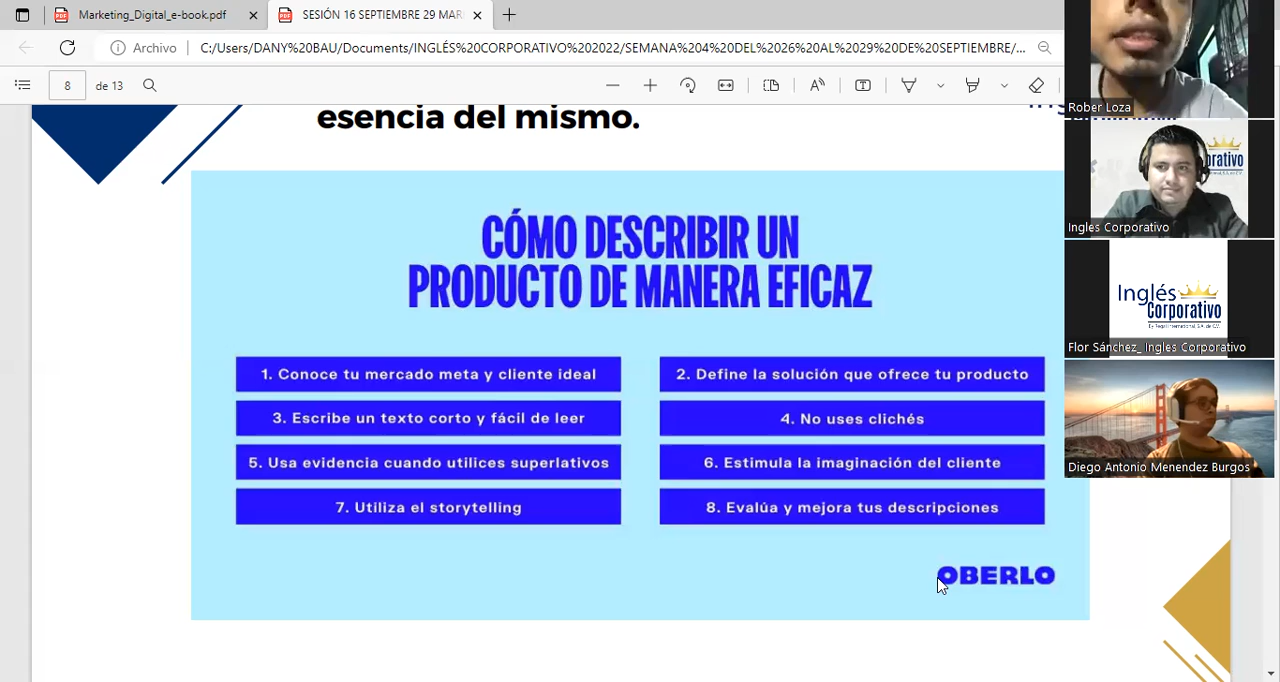 Marketing_Digital_e-book.pdf
SESIÓN 16 SEPTIEMBRE 29 MAR
Archivo
C:/Users/DANY%20BAU/Documents/INGLÉS%20CORPORATIVO%202022/SEMANA%204%20DEL%2026%20AL%2029%20DE%20SEPTIEMBRE/...
8 de 13
esencia del mismo.
CÓMO DESCRIBIR UN
PRODUCTO DE MANERA EFICAZ
1. Conoce tu mercado meta y cliente ideal
2. Define la solución que ofrece tu producto
3. Escribe un texto corto y fácil de leer
4. No uses clichés
5. Usa evidencia cuando utilices superlativos
6. Estimula la imaginación del cliente
7. Utiliza el storytelling
8. Evalúa y mejora tus descripciones
OBERLO
Rober Loza
Ingles Corporativo
Inglés
Corporativo
Flor Sánchez_ Ingles Corporativo
Diego Antonio Menendez Burgos